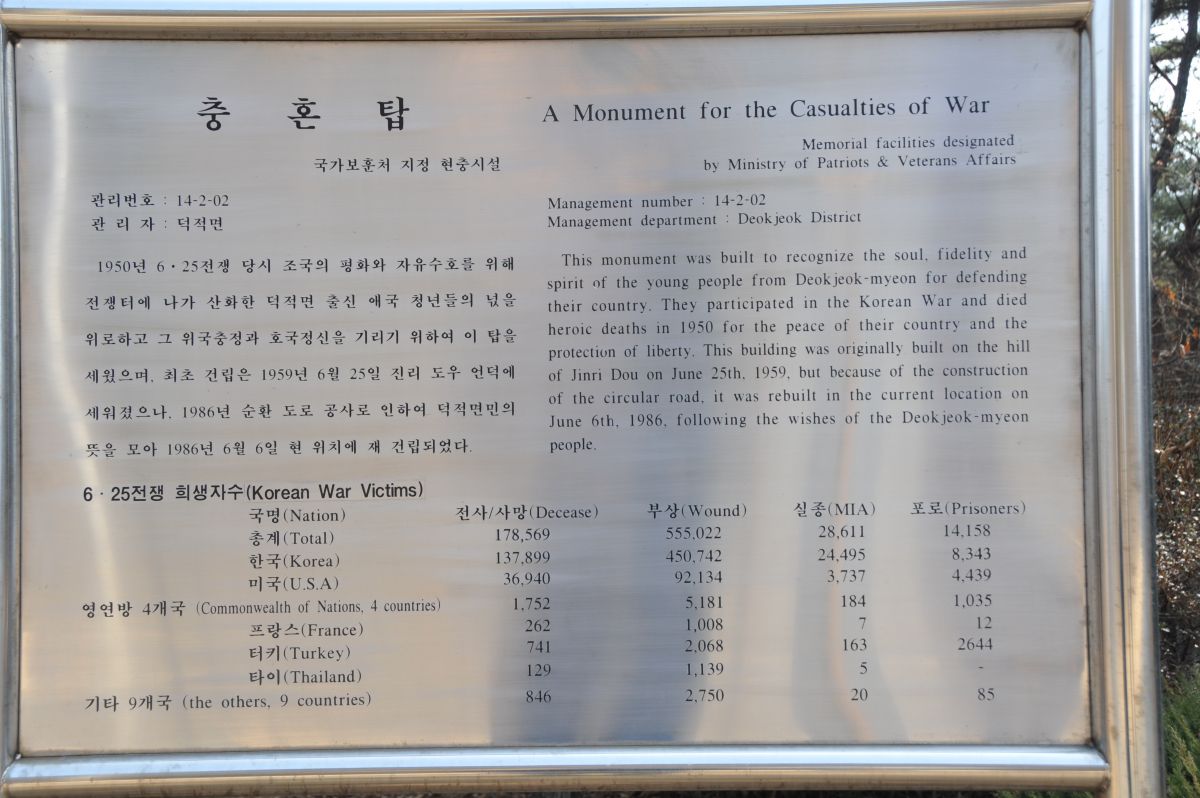 충 혼 탑
국가보훈처 지정 현충시설
관리번호 : 14-2-02
관 리 자 : 덕적면
1950년 6·25전쟁 당시 조국의 평화와 자유수호를 위해
전쟁터에 나가 산화한 덕적면 출신 애국 청년들의 넋을
위로하고 그 위국충정과 호국정신을 기리기 위하여 이 탑을
세웠으며, 최초 건립은 1959년 6월 25일 진리 도우 언덕에
세워졌으나, 1986년 순환 도로 공사로 인하여 덕적면민의
뜻을 모아 1986년 6월 6일 현 위치에 재 건립되었다.
A Monument for the Casualties of War
Memorial facilities designated
by Ministry of Patriots & Veterans Affairs
Management number : 14-2-02
Management department : Deokjeok District
This monument was built to recognize the soul, fidelity and
spirit of the young people from Deokjeok-myeon for defending
their country. They participated in the Korean War and died
heroic deaths in 1950 for the peace of their country and the
protection of liberty. This building was originally built on the hill
of Jinri Dou on June 25th, 1959, but because of the construction
of the circular road, it was rebuilt in the current location on
June 6th, 1986, following the wishes of the Deokjeok-myeon
people.
6·25전쟁 희생자수(Korean War Victims)
국명(Nation) 전사/사망(Decease) 부상(Wound) 실종(MIA) 포로(Prisoners)
총계(Total) 178,569 555,022 28,611 14,158
한국(Korea) 137,899 450,742 24,495 8,343
미국(U.S.A) 36,940 92,134 3,737 4,439
영연방 4개국 (Commonwealth of Nations, 4 countries) 1,752 5,181 184 1,035
프랑스(France) 262 1,008 7 12
터키(Turkey) 741 2,068 163 2644
타이(Thailand) 129 1,139 5 -
기타 9개국 (the others, 9 countries) 846 2,750 20 85